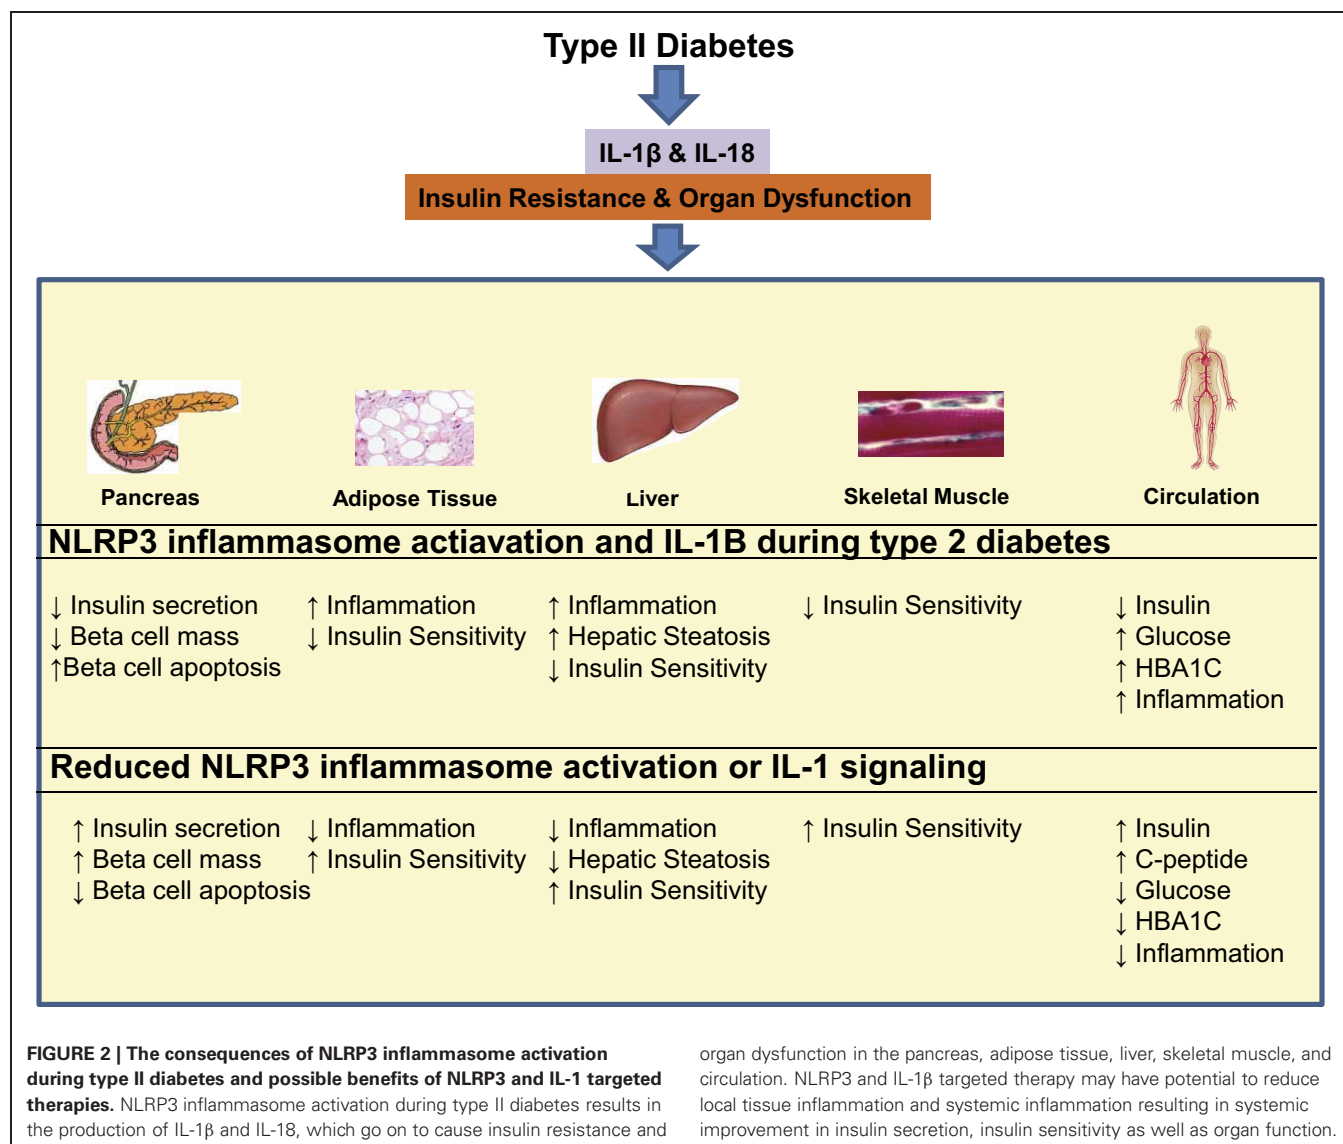 Type II Diabetes
IL-1β & IL-18
Insulin Resistance & Organ Dysfunction
Pancreas
Adipose Tissue
Liver
Skeletal Muscle
Circulation
NLRP3 inflammasome actiavation and IL-1B during type 2 diabetes
↓ Insulin secretion
↓ Beta cell mass
↑Beta cell apoptosis
↑ Inflammation
↓ Insulin Sensitivity
↑ Inflammation
↑ Hepatic Steatosis
↓ Insulin Sensitivity
↓ Insulin Sensitivity
↓ Insulin
↑ Glucose
↑ HBA1C
↑ Inflammation
Reduced NLRP3 inflammasome activation or IL-1 signaling
↑ Insulin secretion
↑ Beta cell mass
↓ Beta cell apoptosis
↓ Inflammation
↑ Insulin Sensitivity
↓ Inflammation
↓ Hepatic Steatosis
↑ Insulin Sensitivity
↑ Insulin Sensitivity
↑ Insulin
↑ C-peptide
↓ Glucose
↓ HBA1C
↓ Inflammation
FIGURE 2 | The consequences of NLRP3 inflammasome activation
during type II diabetes and possible benefits of NLRP3 and IL-1 targeted
therapies. NLRP3 inflammasome activation during type II diabetes results in
the production of IL-1β and IL-18, which go on to cause insulin resistance and
organ dysfunction in the pancreas, adipose tissue, liver, skeletal muscle, and
circulation. NLRP3 and IL-1β targeted therapy may have potential to reduce
local tissue inflammation and systemic inflammation resulting in systemic
improvement in insulin secretion, insulin sensitivity as well as organ function.